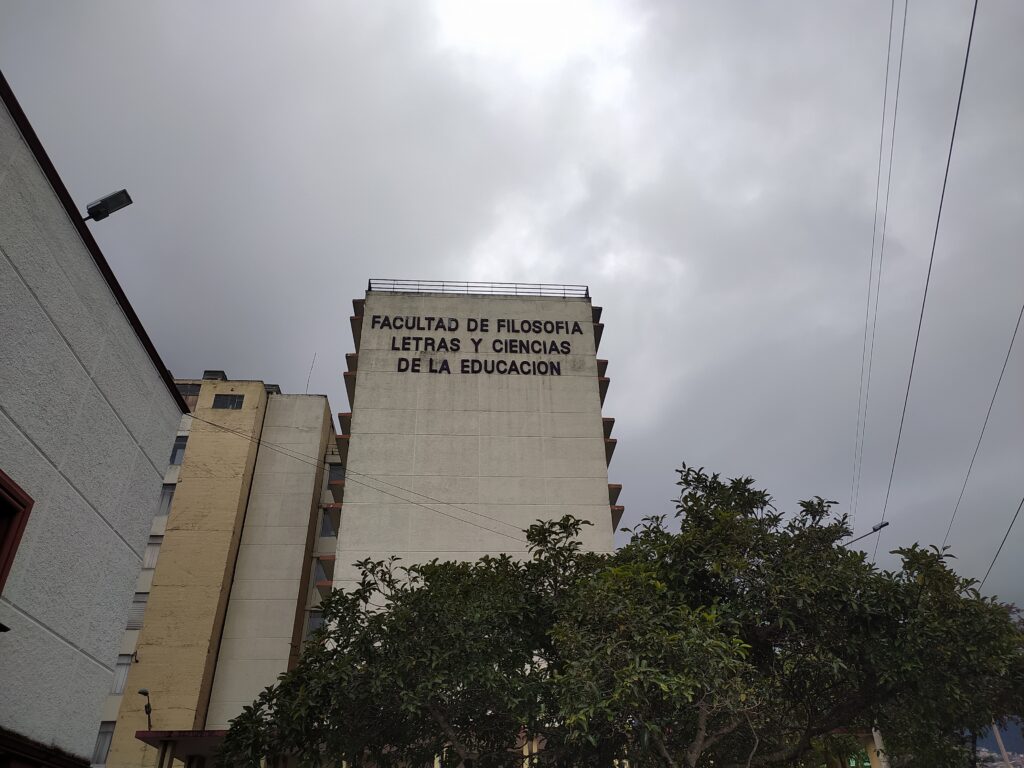 FACULTAD DE FILOSOFIA
LETRAS Y CIENCIAS
DE LA EDUCACION